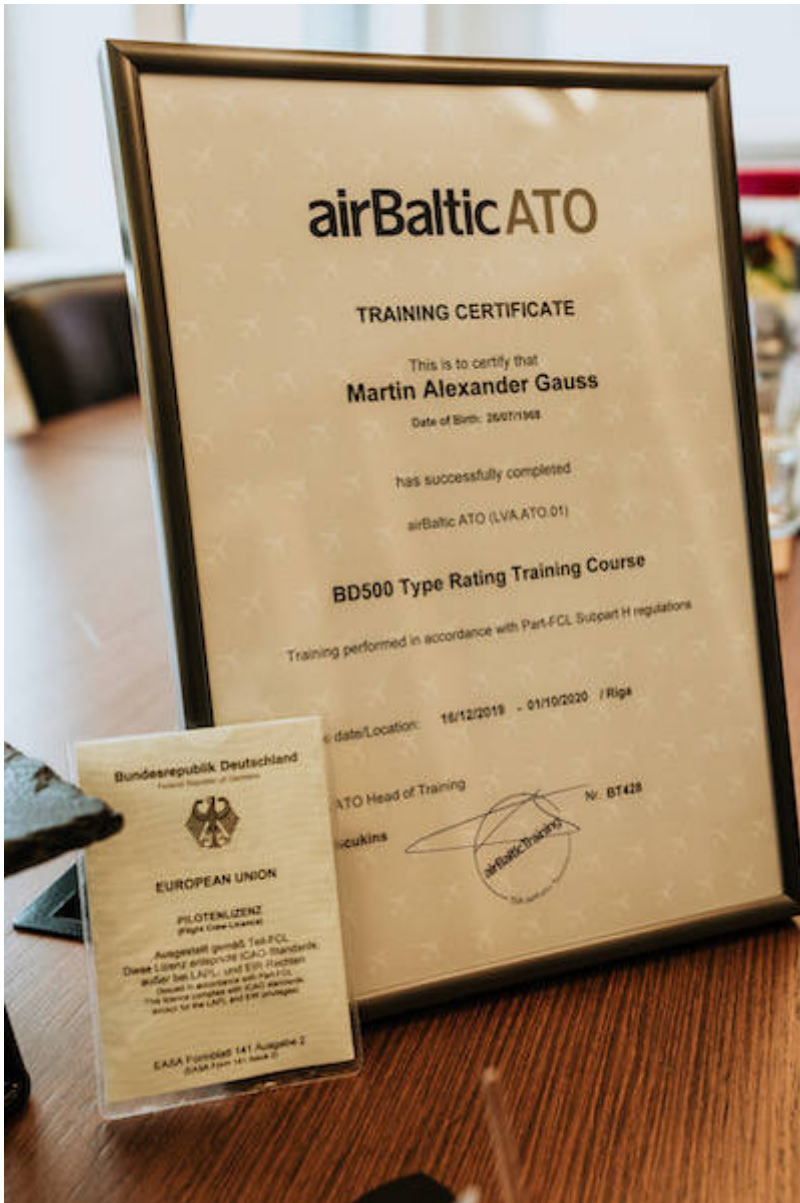 airBaltic ATO
TRAINING CERTIFICATE
This is to certify that
Martin Alexander Gauss
Date of Birth: 26/07/1968
has successfully completed
airBaltic ATO (LVA.ATO.01)
BD500 Type Rating Training Course
Training performed in accordance with Part-FCL Subpart H regulations
date/Location: 16/12/2019 - 01/10/2020 / Riga
ATO Head of Training
Nr. BT428
cukins
airBalticTraining
Bundesrepublik Deutschland
Federal Republic of Germany
EUROPEAN UNION
PILOTENLIZENZ
(Flight Crew Licence)
Ausgestellt gemäß Teil-FCL
Diese Lizenz entspricht ICAO-Standards,
außer bei LAPL- und EIR-Rechten
(Issued in accordance with Part-FCL
This licence complies with ICAO standards,
except for the LAPL and EIR privileges)
EASA Formblatt 141 Ausgabe 2
(EASA Form 141 Issue 2)